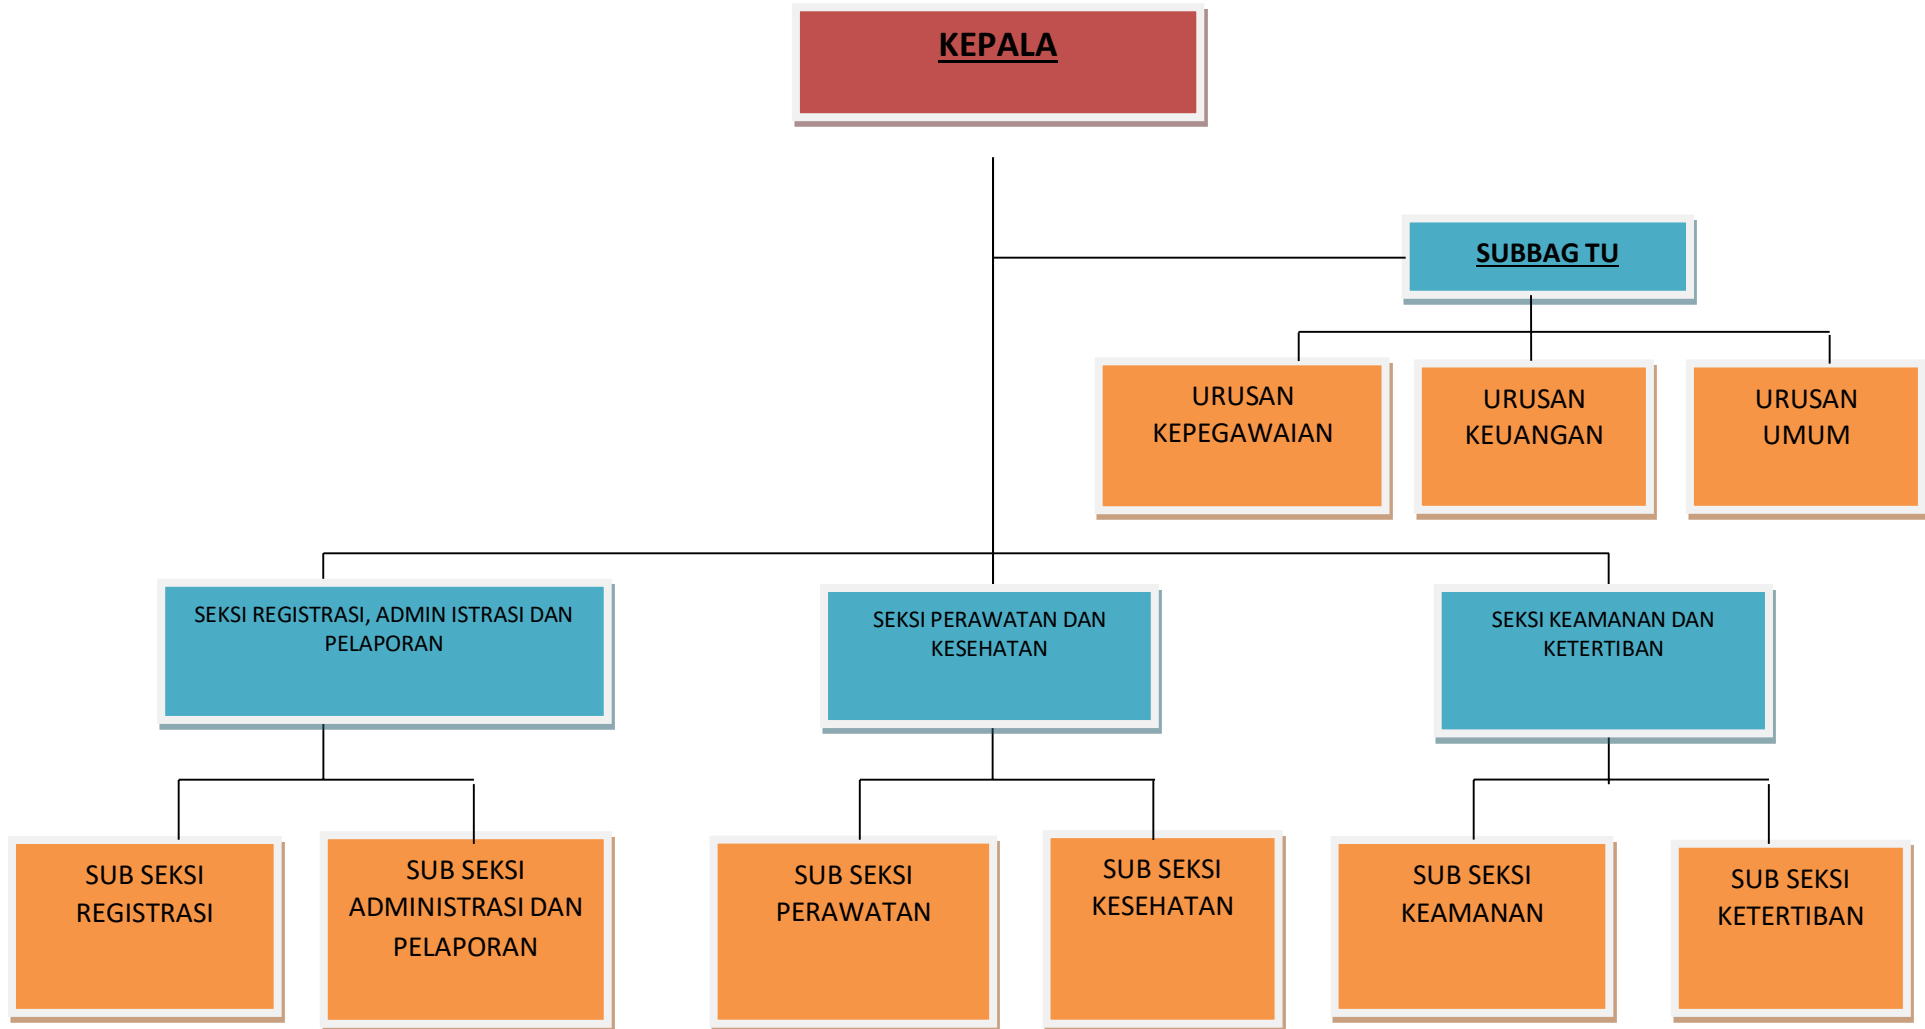 KEPALA
SUBBAG TU
URUSAN
KEPEGAWAIAN
URUSAN
KEUANGAN
URUSAN
UMUM
SEKSI REGISTRASI, ADMIN ISTRASI DAN
PELAPORAN
SEKSI PERAWATAN DAN
KESEHATAN
SEKSI KEAMANAN DAN
KETERTIBAN
SUB SEKSI
REGISTRASI
SUB SEKSI
ADMINISTRASI DAN
PELAPORAN
SUB SEKSI
PERAWATAN
SUB SEKSI
KESEHATAN
SUB SEKSI
KEAMANAN
SUB SEKSI
KETERTIBAN